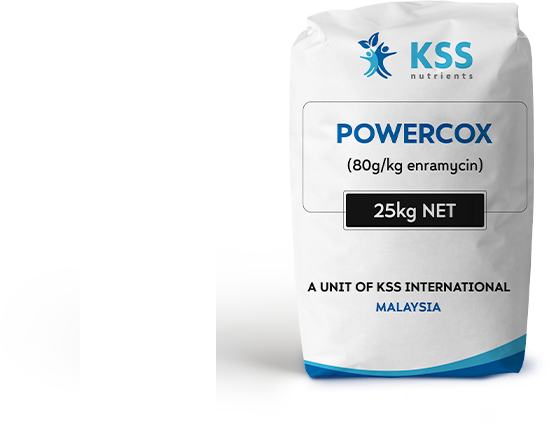 KSS
nutrients
POWERCOX
(80g/kg enramycin)
25kg NET
A UNIT OF KSS INTERNATIONAL
MALAYSIA